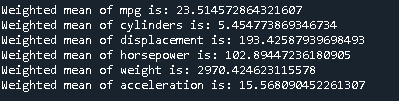 Weighted mean of mpg is: 23.514572864321607
Weighted mean of cylinders is: 5.454773869346734
Weighted mean of displacement is: 193.42587939698493
Weighted mean of horsepower is: 102.89447236180905
Weighted mean of weight is: 2970.424623115578
Weighted mean of acceleration is: 15.568090452261307